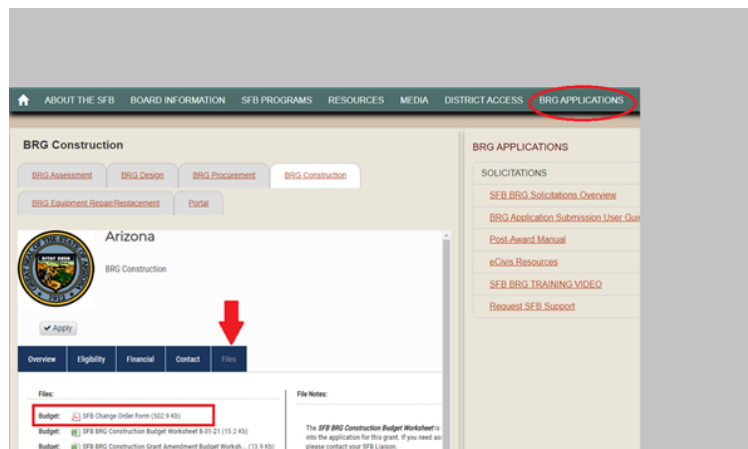 ABOUT THE SFB BOARD INFORMATION SFB PROGRAMS RESOURCES MEDIA DISTRICT ACCESS BRG APPLICATIONS
BRG Construction
BRG Assessment BRG Design BRG Procurement BRG Construction
BRG Equipment Repair/Replacement Portal
Arizona
BRG Construction
Apply
Overview Eligibility Financial Contact Files
Files:
Budget: SFB Change Order Form (502.9 Kb)
Budget: SFB BRG Construction Budget Worksheet 8-31-21 (15.2 Kb)
Budget: SFB BRG Construction Grant Amendment Budget Worksh... (13.9 Kb)
File Notes:
The SFB BRG Construction Budget Worksheet is
into the application for this grant. If you need
please contact your SFB Liaison.
BRG APPLICATIONS
SOLICITATIONS
SFB BRG Solicitations Overview
BRG Application Submission User
Post-Award Manual
eCivis Resources
SFB BRG TRAINING VIDEO
Request SFB Support